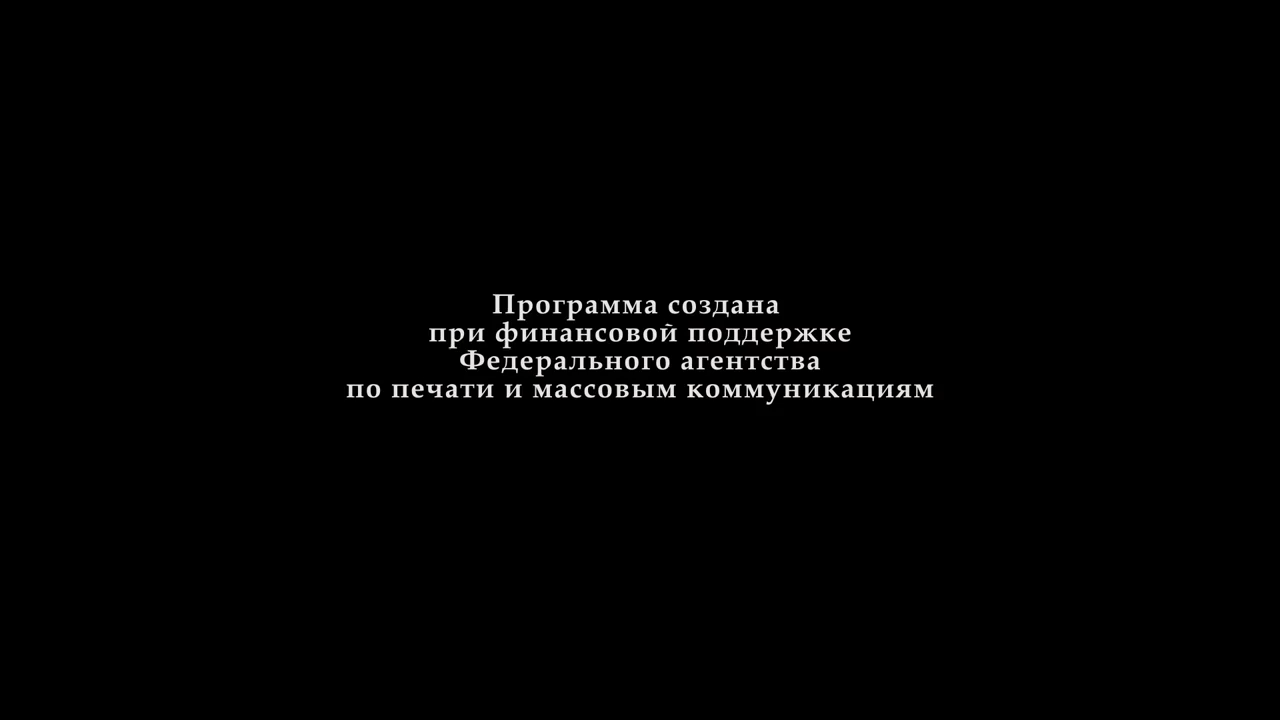 Программа создана
при финансовой поддержке
Федерального агентства
по печати и массовым коммуникациям